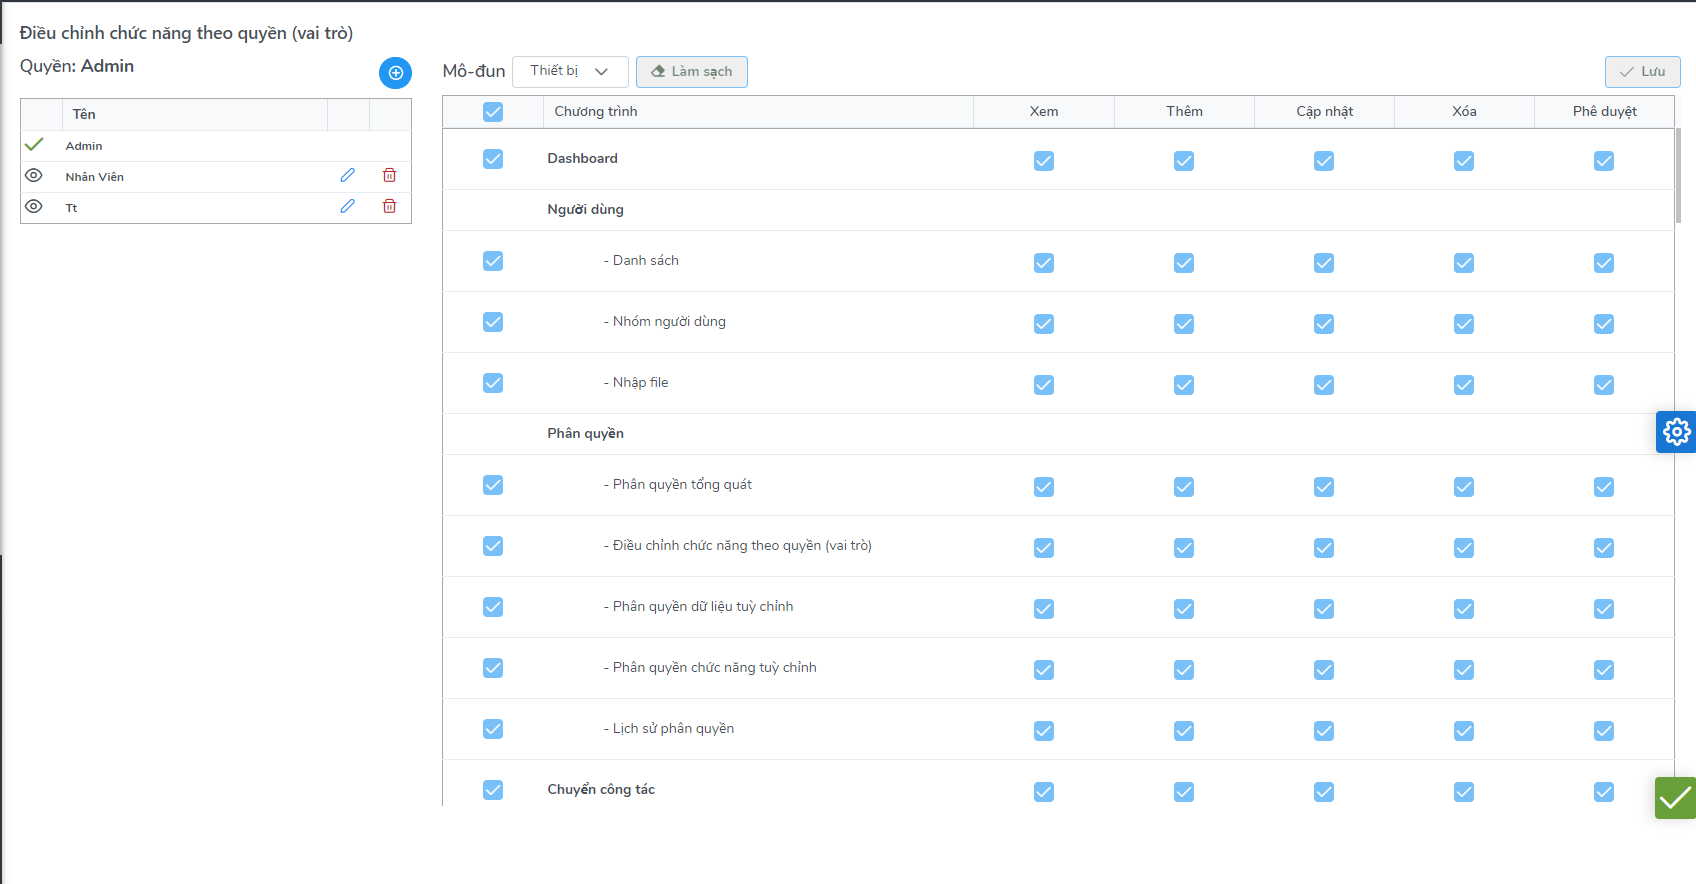 Điều chỉnh chức năng theo quyền (vai trò)
Quyền: Admin
Tên
Admin
Nhân Viên
Tt
Mô-đun Thiết bị Làm sạch Lưu
Chương trình Xem Thêm Cập nhật Xóa Phê duyệt
Dashboard
Người dùng
- Danh sách
- Nhóm người dùng
- Nhập file
Phân quyền
- Phân quyền tổng quát
- Điều chỉnh chức năng theo quyền (vai trò)
- Phân quyền dữ liệu tuỳ chỉnh
- Phân quyền chức năng tuỳ chỉnh
- Lịch sử phân quyền
Chuyển công tác